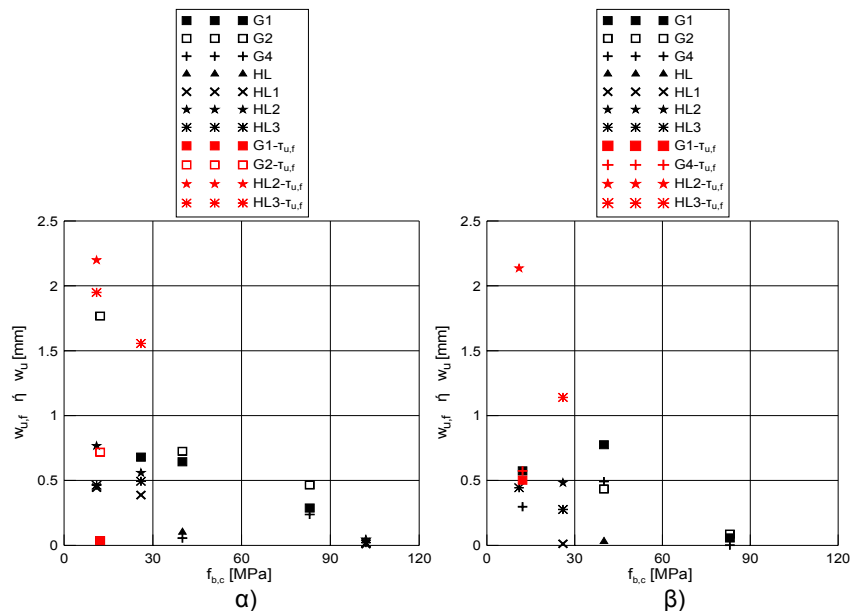 G1
G2
G4
HL
HL1
HL2
HL3
G1-τu,f
G2-τu,f
HL2-τu,f
HL3-τu,f
2.5
2
1.5
1
0.5
0
wu,f ή wu [mm]
0 30 60 90 120
fb,c [MPa]
α)
G1
G2
G4
HL
HL1
HL2
HL3
G1-τu,f
G4-τu,f
HL2-τu,f
HL3-τu,f
2.5
2
1.5
1
0.5
0
wu,f ή wu [mm]
0 30 60 90 120
fb,c [MPa]
β)